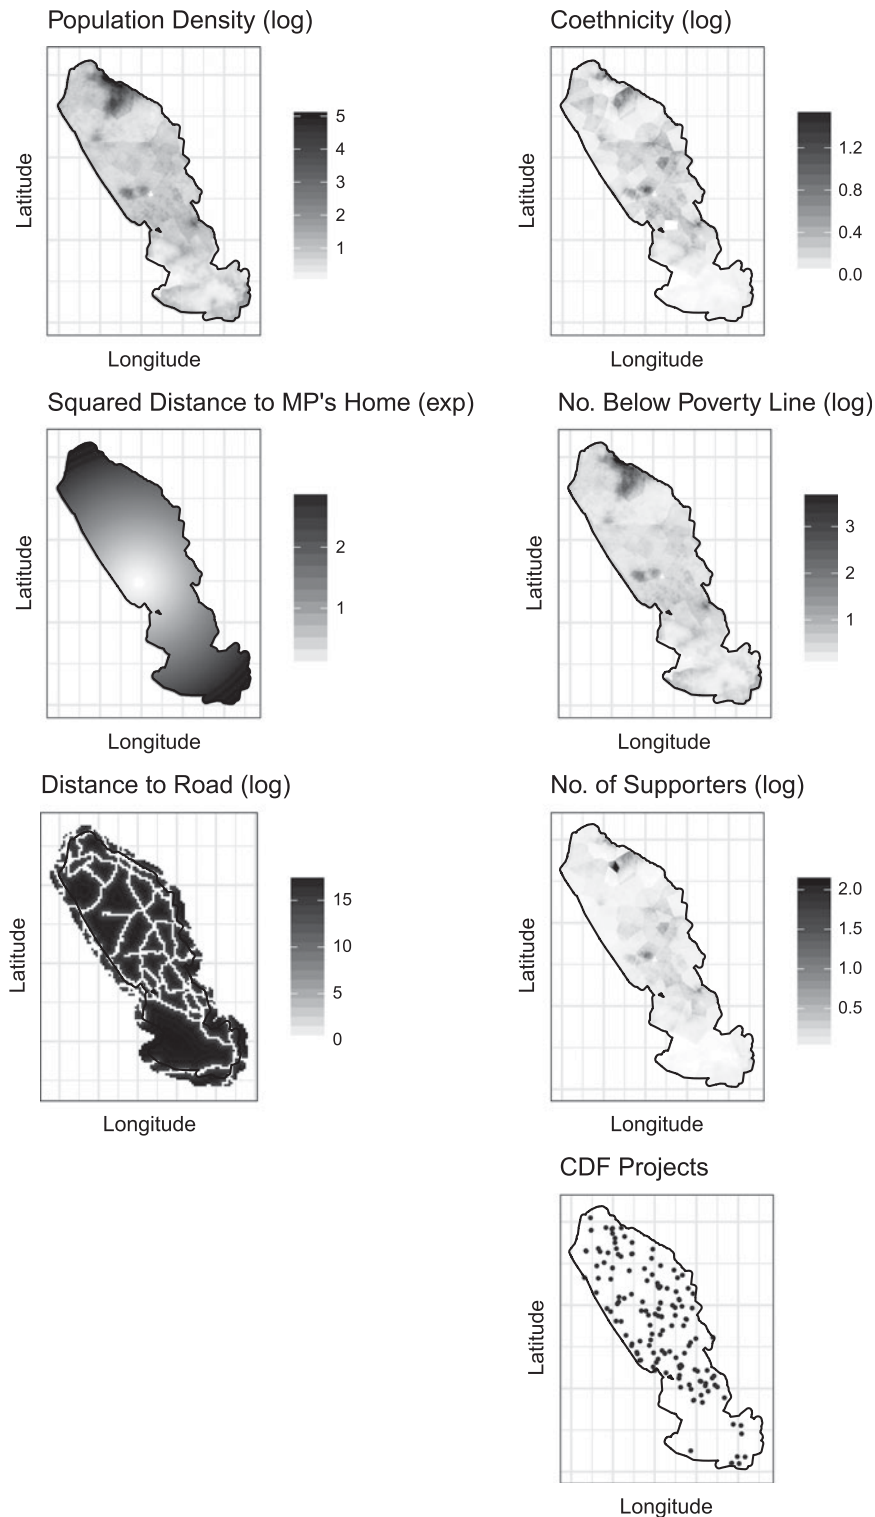 Population Density (log)
Latitude
5
4
3
2
1
Longitude
Coethnicity (log)
Latitude
1.2
0.8
0.4
0.0
Longitude
Squared Distance to MP's Home (exp)
Latitude
2
1
Longitude
No. Below Poverty Line (log)
Latitude
3
2
1
Longitude
Distance to Road (log)
Latitude
15
10
5
0
Longitude
No. of Supporters (log)
Latitude
2.0
1.5
1.0
0.5
Longitude
CDF Projects
Latitude
Longitude